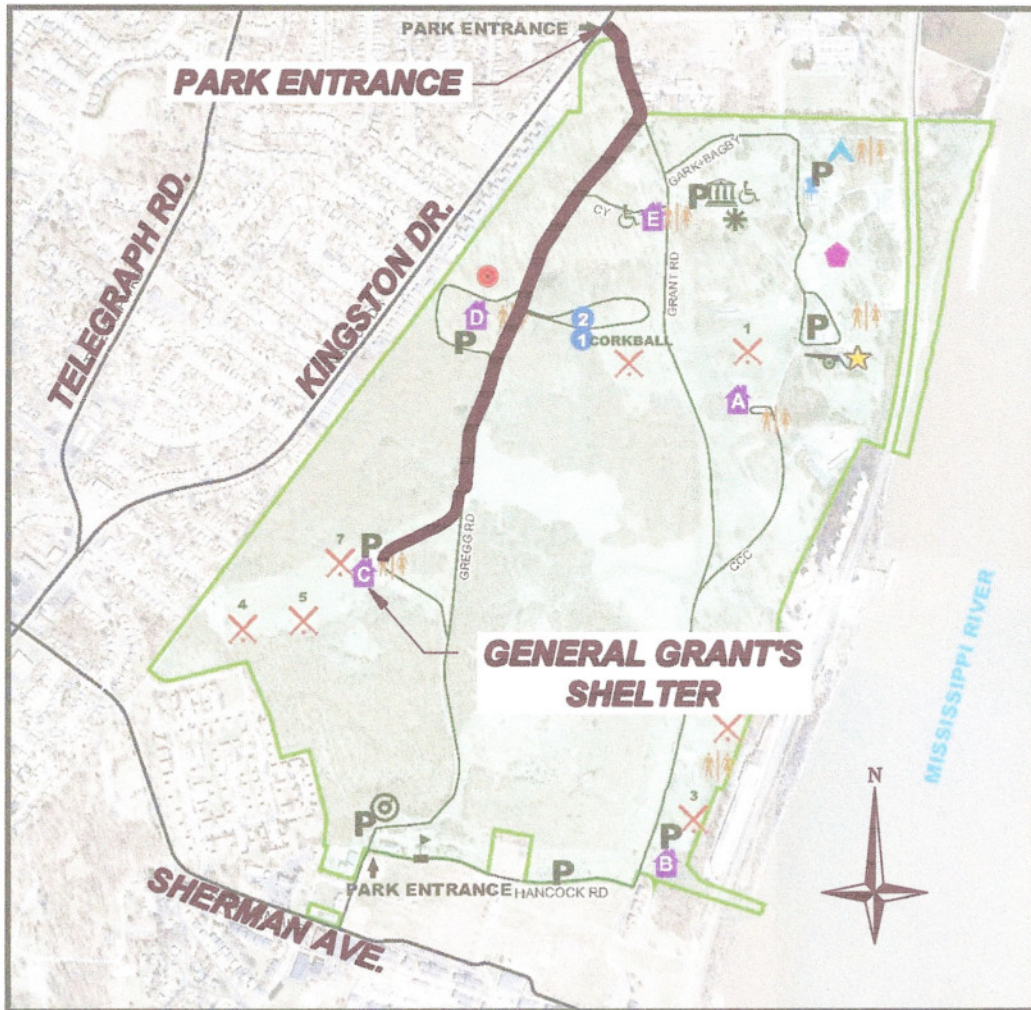 PARK ENTRANCE
PARK ENTRANCE
TELEGRAPH RD.
KINGSTON DR.
GARK+BAGBY
P
P
CY
E
GRANT RD
D
P
2
1 CORKBALL
1
P
A
7
P
C
GREGG RD
4
5
CCC
GENERAL GRANT'S
SHELTER
MISSISSIPPI RIVER
N
3
P
P
B
P
PARK ENTRANCE
HANCOCK RD
SHERMAN AVE.